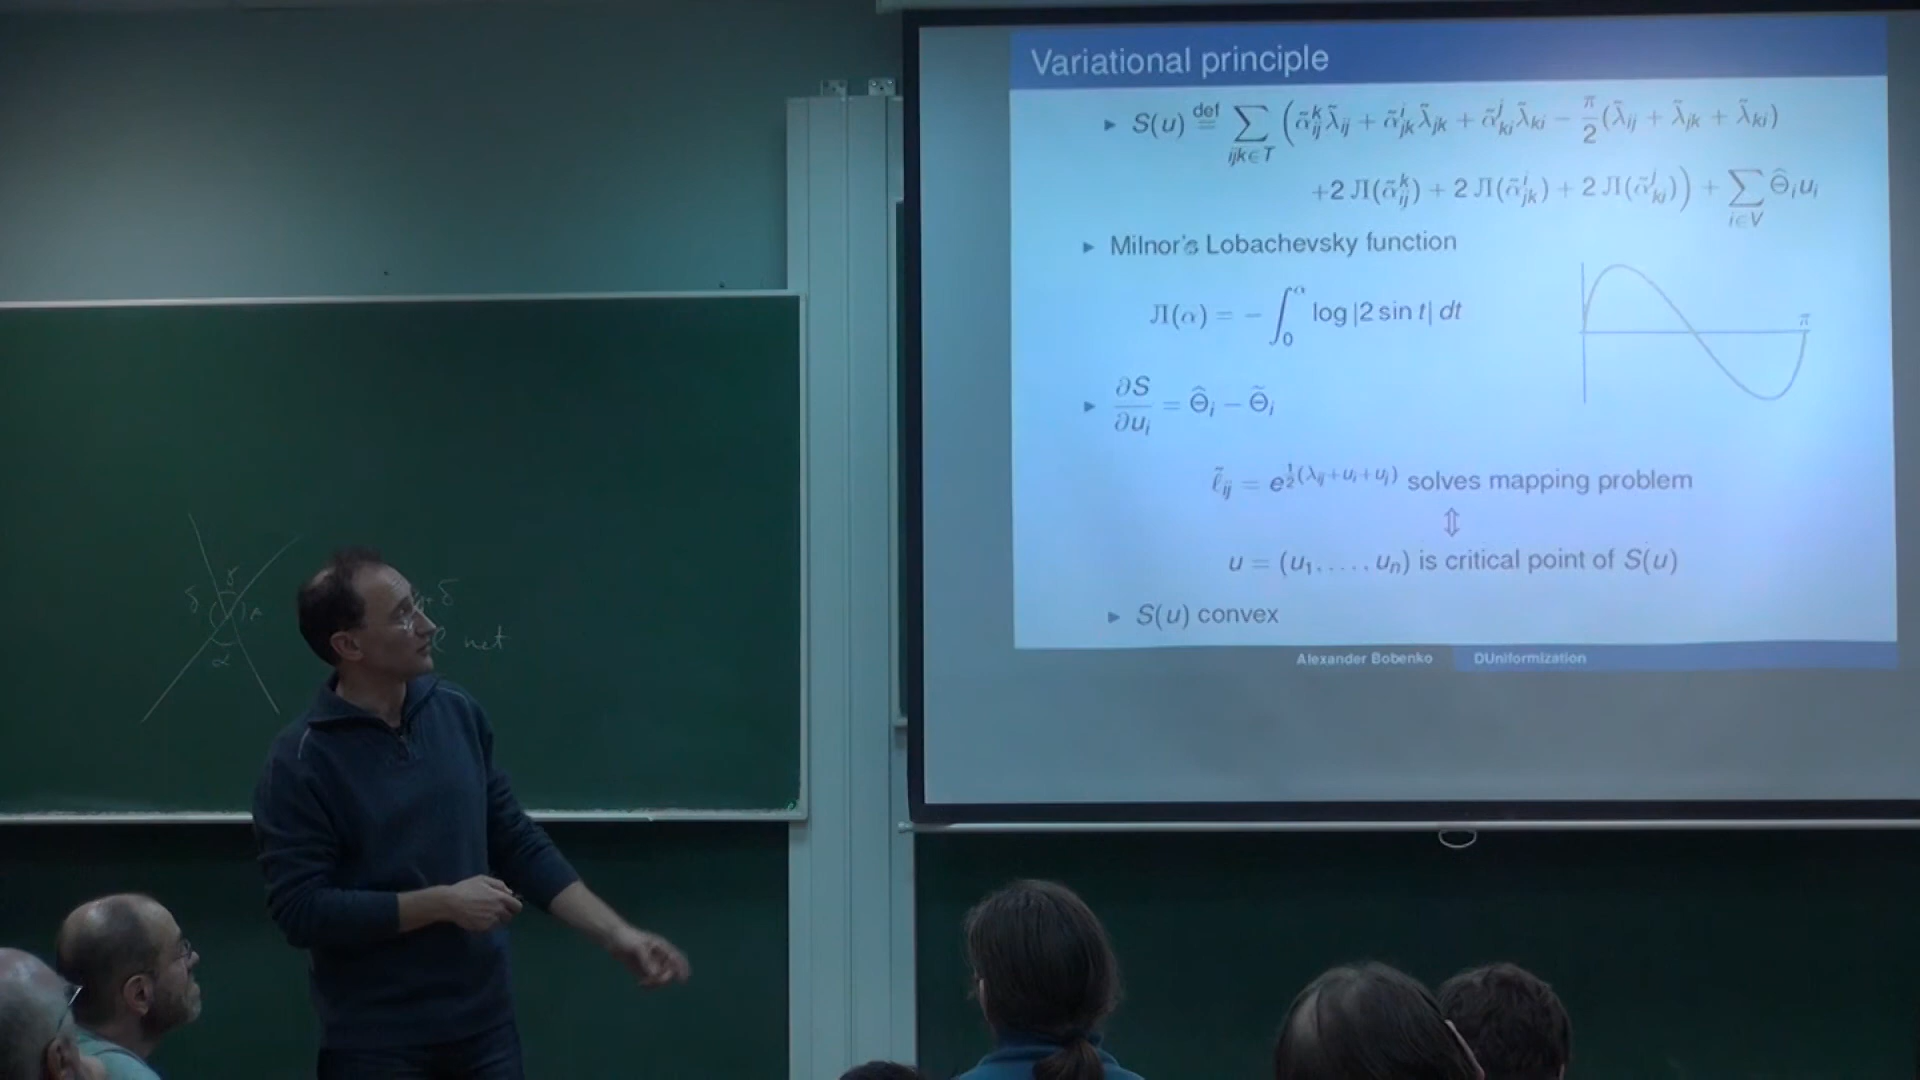 Variational principle
▸ S(u) def= ∑_{ijk∈T} (α̃^k_{ij}λ̃_{ij} + α̃^i_{jk}λ̃_{jk} + α̃^j_{ki}λ̃_{ki} − π/2(λ̃_{ij} + λ̃_{jk} + λ̃_{ki})
+2 Л(α̃^k_{ij}) + 2 Л(α̃^i_{jk}) + 2 Л(α̃^j_{ki})) + ∑_{i∈V} Θ̂_i u_i
▸ Milnor's Lobachevsky function
Л(α) = − ∫_0^α log |2 sin t| dt
π
▸ ∂S/∂u_i = Θ̂_i − Θ̃_i
ℓ̃_{ij} = e^{½(λ_{ij}+u_i+u_j)} solves mapping problem
⇕
u = (u_1, . . . , u_n) is critical point of S(u)
▸ S(u) convex
Alexander Bobenko DUniformization
δ
α
δ
net